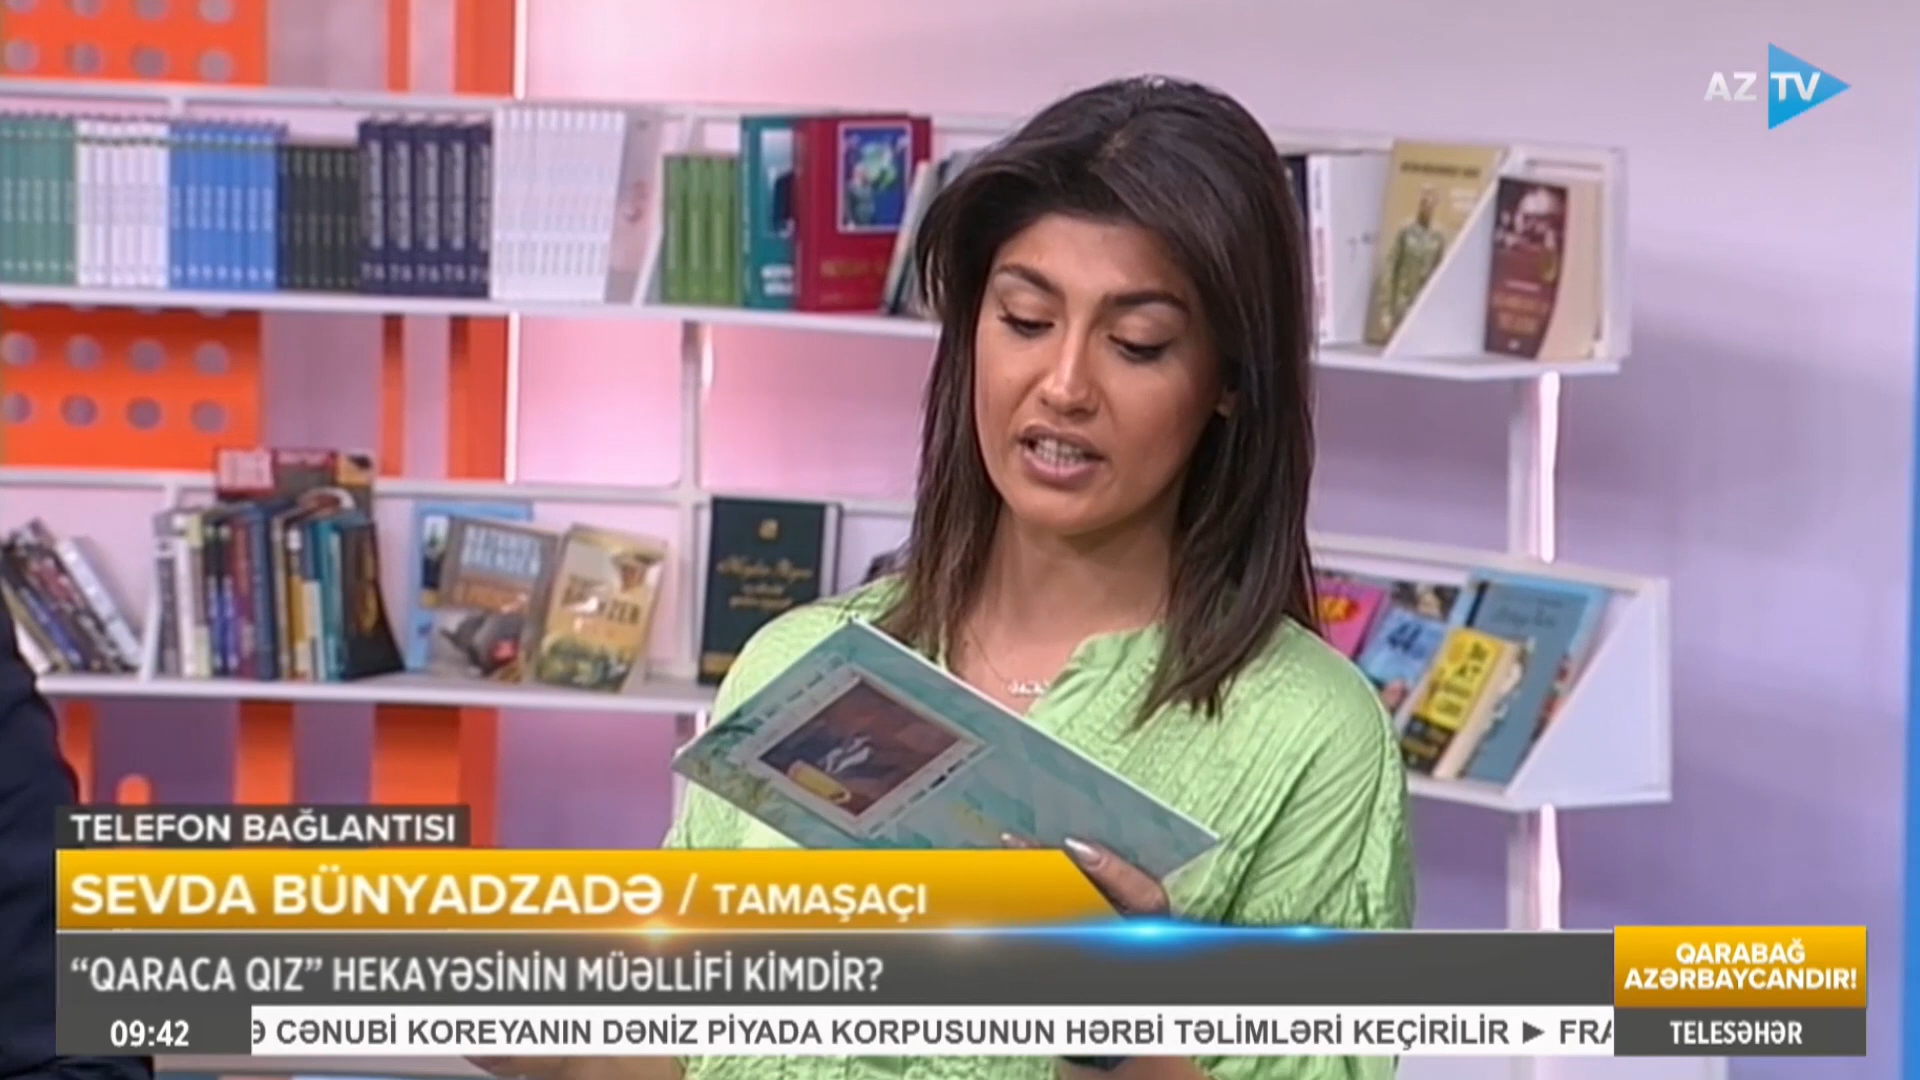 AZ TV
44
TELEFON BAĞLANTISI
SEVDA BÜNYADZADƏ / TAMAŞAÇI
“QARACA QIZ” HEKAYƏSİNİN MÜƏLLİFİ KİMDİR?
QARABAĞ
AZƏRBAYCANDIR!
09:42
Ə CƏNUBİ KOREYANIN DƏNİZ PİYADA KORPUSUNUN HƏRBİ TƏLİMLƏRİ KEÇİRİLİR ► FRA
TELESƏHƏR